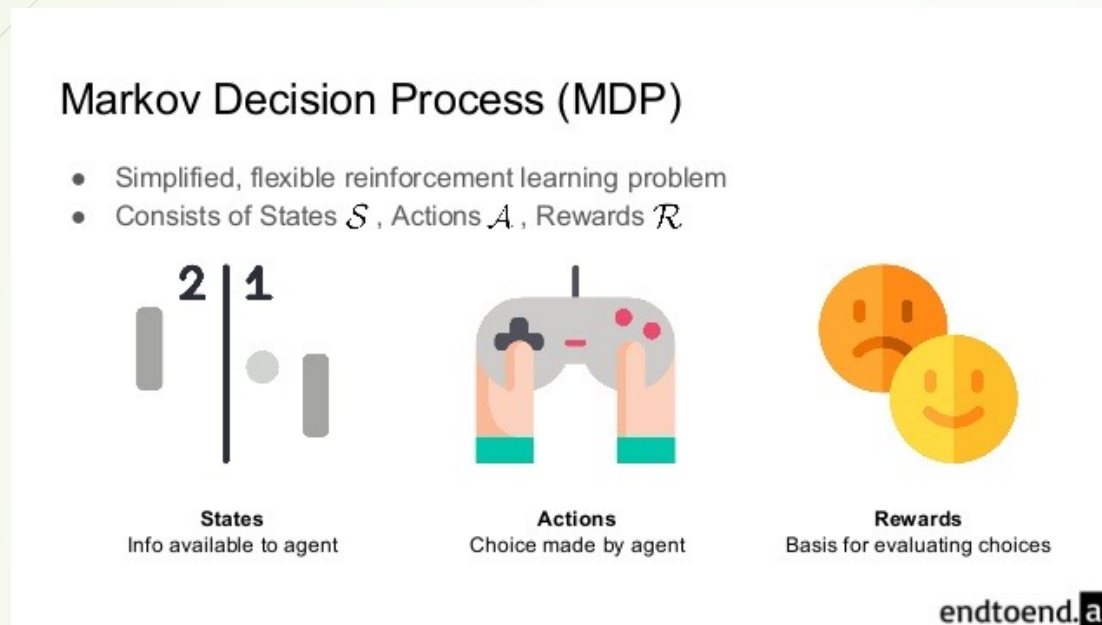 Markov Decision Process (MDP)
● Simplified, flexible reinforcement learning problem
● Consists of States 𝒮 , Actions 𝒜 , Rewards ℛ
2 1
States
Info available to agent
Actions
Choice made by agent
Rewards
Basis for evaluating choices
endtoend.a